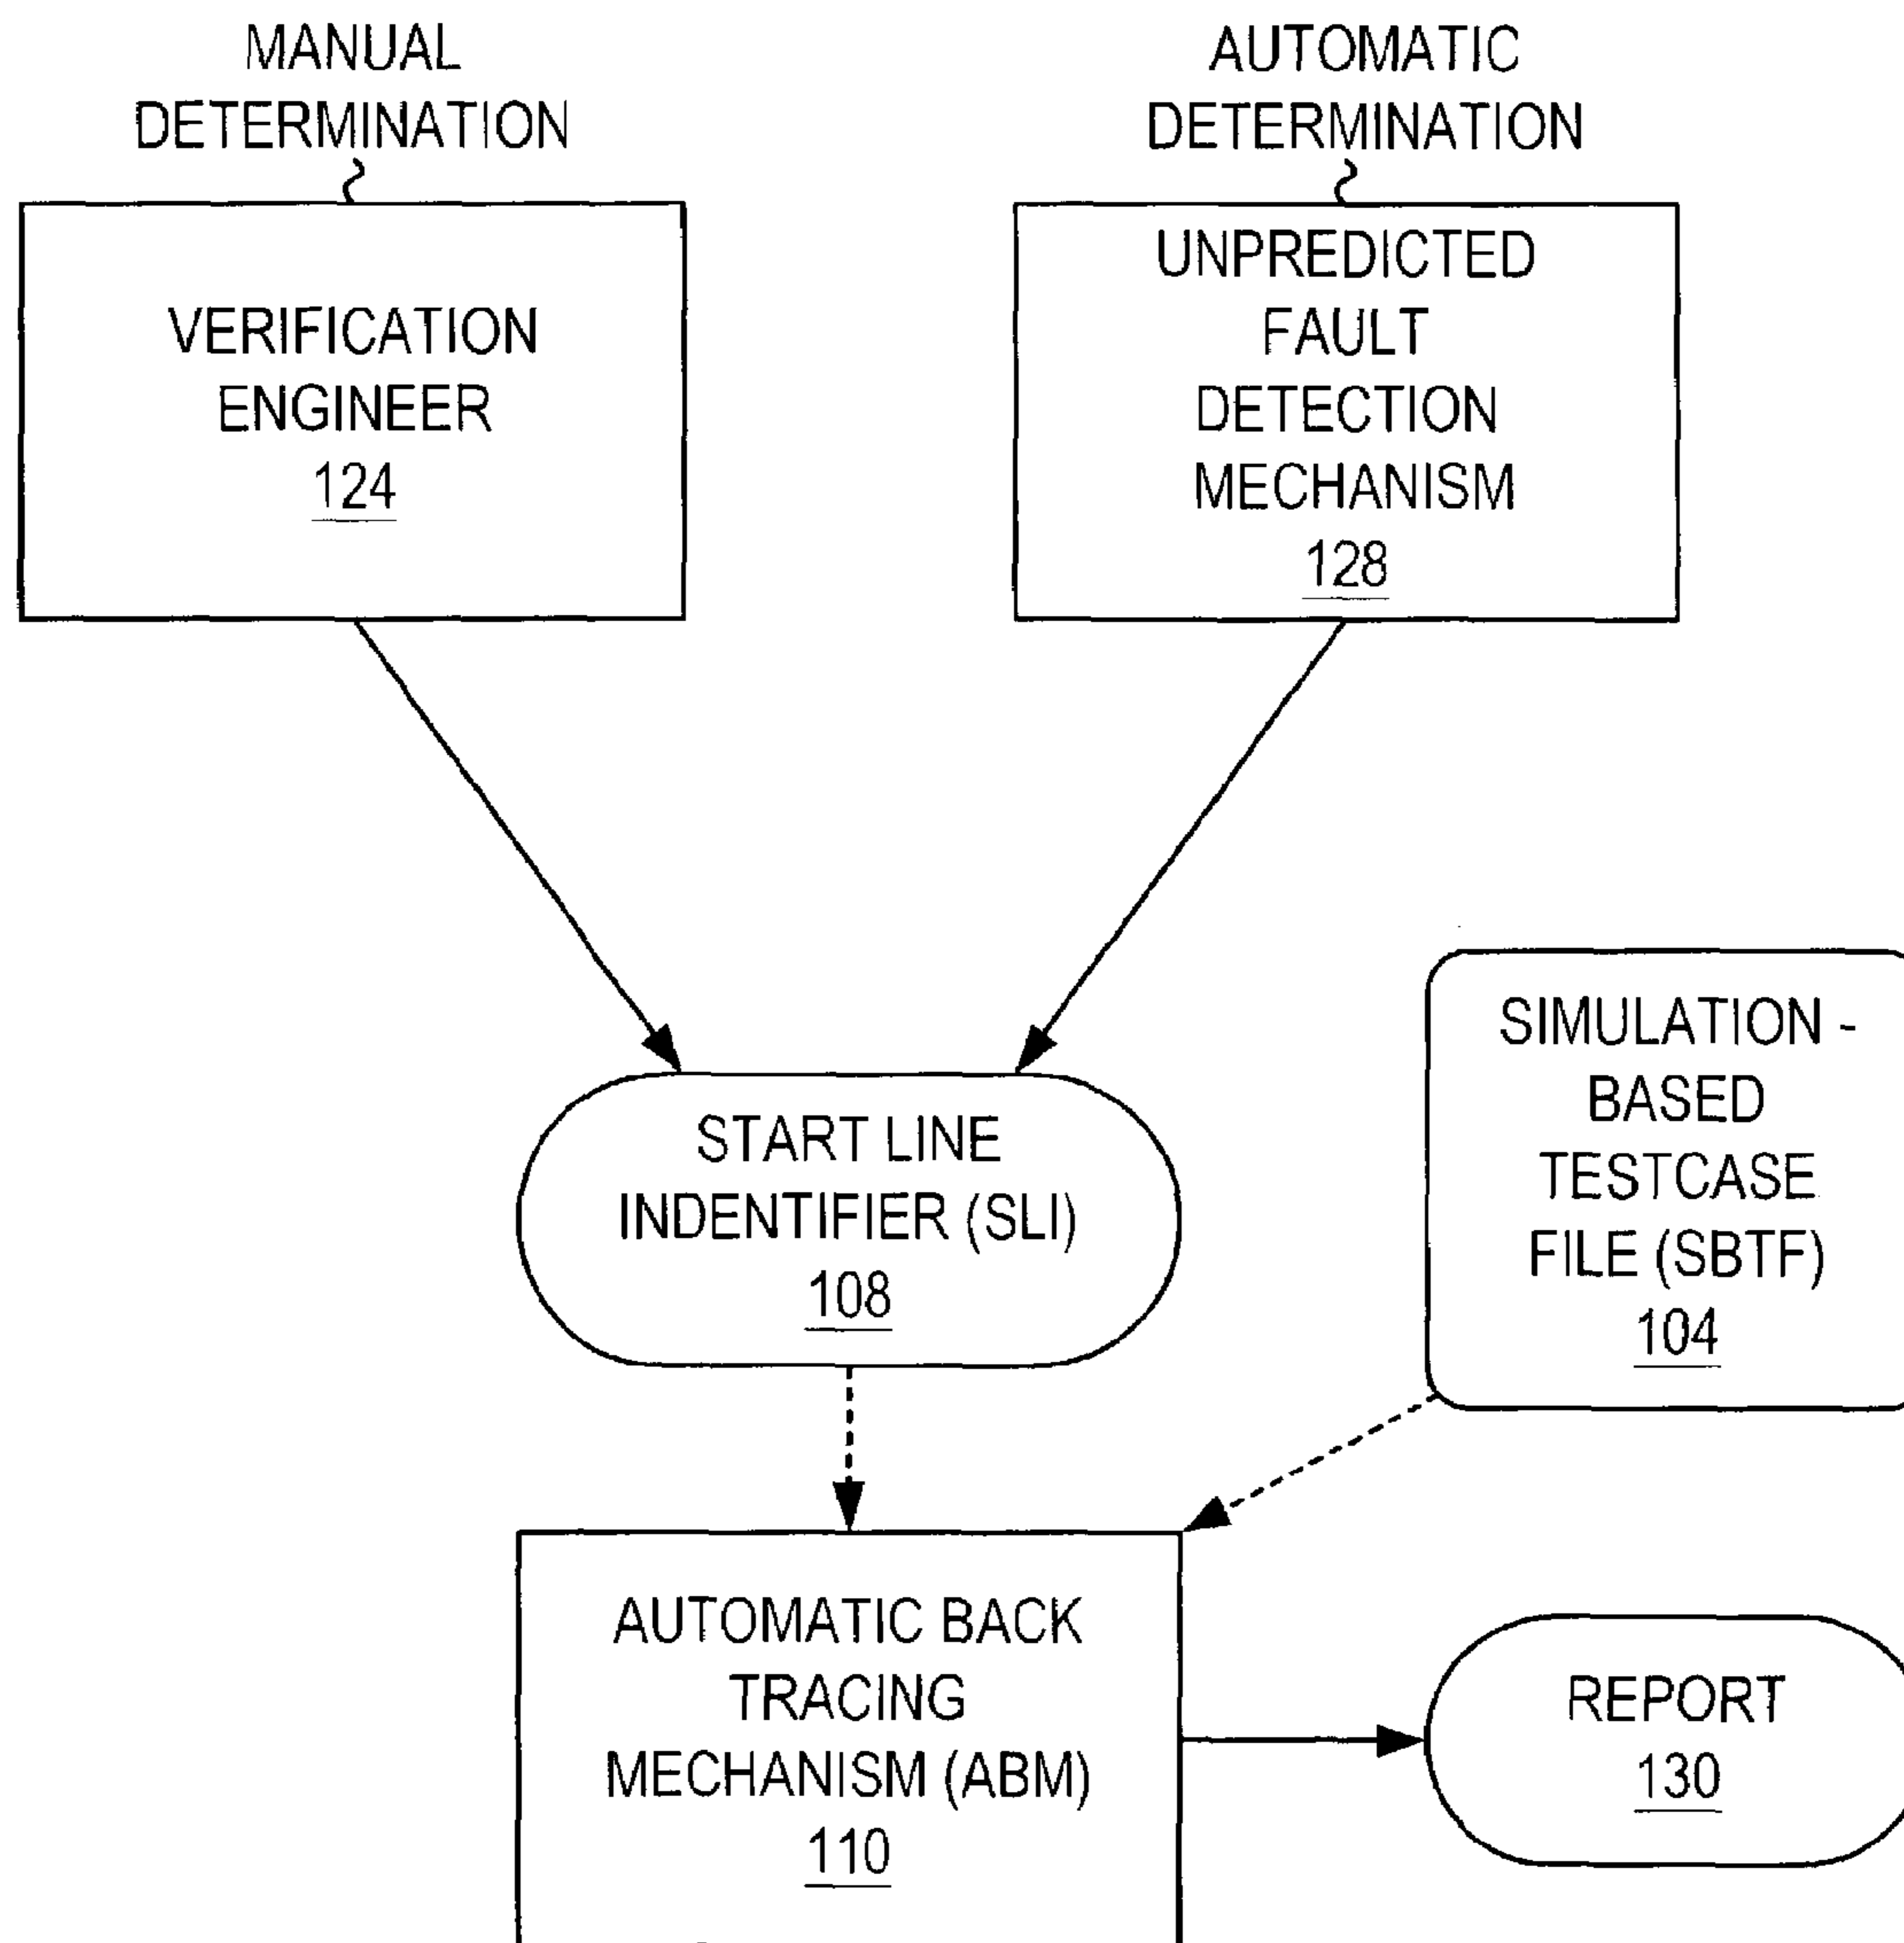 MANUAL
DETERMINATION
AUTOMATIC
DETERMINATION
VERIFICATION
ENGINEER
124
UNPREDICTED
FAULT
DETECTION
MECHANISM
128
START LINE
INDENTIFIER (SLI)
108
SIMULATION -
BASED
TESTCASE
FILE (SBTF)
104
AUTOMATIC BACK
TRACING
MECHANISM (ABM)
110
REPORT
130